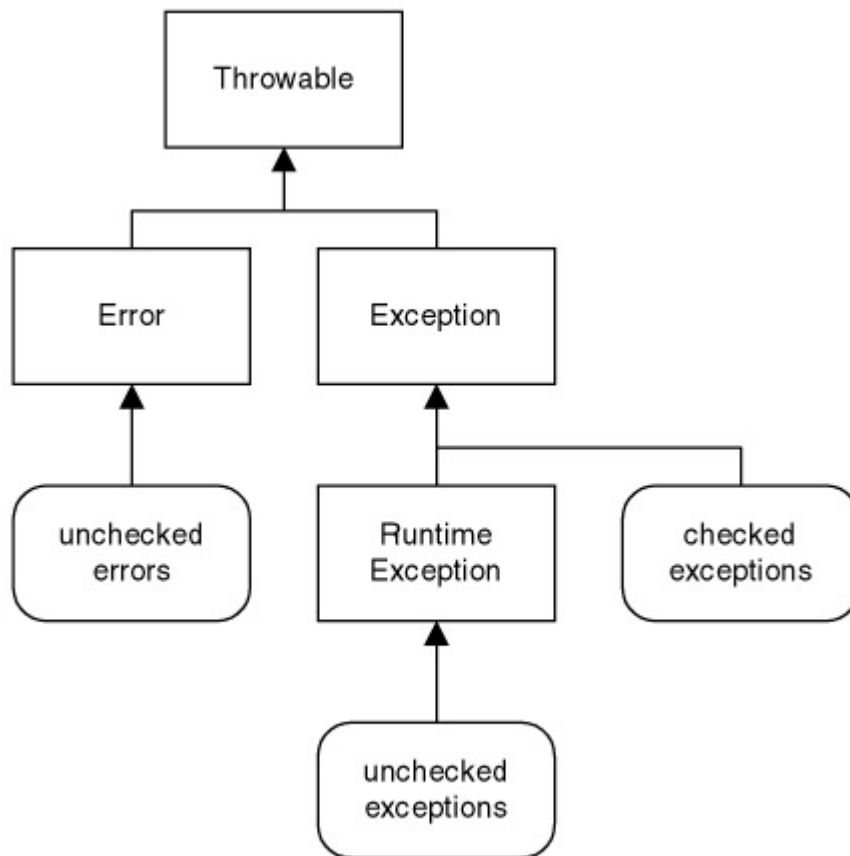 Throwable
Error
Exception
unchecked
errors
Runtime
Exception
checked
exceptions
unchecked
exceptions